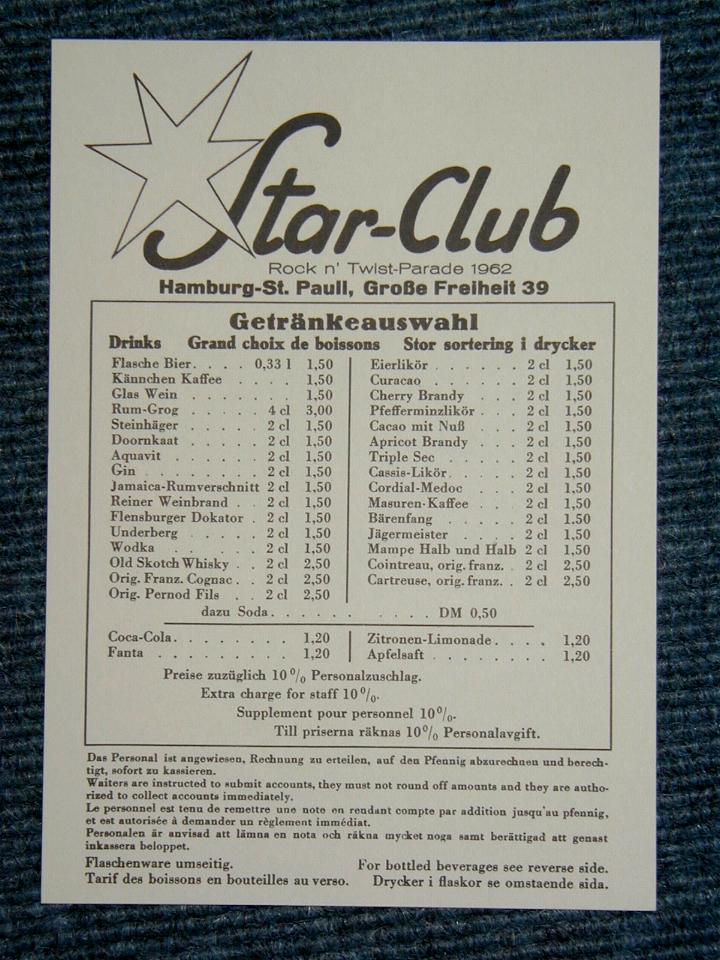 Star-Club
Rock n' Twist-Parade 1962
Hamburg-St. Pauli, Große Freiheit 39
Getränkeauswahl
Drinks Grand choix de boissons Stor sortering i drycker
Flasche Bier. . . . 0,33 l 1,50
Kännchen Kaffee . . . . 1,50
Glas Wein . . . . . . . 1,50
Rum-Grog . . . . . 4 cl 3,00
Steinhäger . . . . . 2 cl 1,50
Doornkaat . . . . . 2 cl 1,50
Aquavit . . . . . . 2 cl 1,50
Gin . . . . . . . . 2 cl 1,50
Jamaica-Rumverschnitt 2 cl 1,50
Reiner Weinbrand . . 2 cl 1,50
Flensburger Dokator . 2 cl 1,50
Underberg . . . . . 2 cl 1,50
Wodka . . . . . . 2 cl 1,50
Old Skotch Whisky . . 2 cl 2,50
Orig. Franz. Cognac . . 2 cl 2,50
Orig. Pernod Fils . . 2 cl 2,50
Eierlikör . . . . . . 2 cl 1,50
Curacao . . . . . . 2 cl 1,50
Cherry Brandy . . . 2 cl 1,50
Pfefferminzlikör . . . 2 cl 1,50
Cacao mit Nuß . . . 2 cl 1,50
Apricot Brandy . . . 2 cl 1,50
Triple Sec . . . . . 2 cl 1,50
Cassis-Likör. . . . . 2 cl 1,50
Cordial-Medoc . . . 2 cl 1,50
Masuren-Kaffee . . . 2 cl 1,50
Bärenfang . . . . . 2 cl 1,50
Jägermeister . . . . 2 cl 1,50
Mampe Halb und Halb 2 cl 1,50
Cointreau, orig. franz. . 2 cl 2,50
Cartreuse, orig. franz. . 2 cl 2,50
dazu Soda. . . . . . . . . . DM 0,50
Coca-Cola. . . . . . . . 1,20
Fanta . . . . . . . . . 1,20
Zitronen-Limonade . . . . 1,20
Apfelsaft . . . . . . . . 1,20
Preise zuzüglich 10 % Personalzuschlag.
Extra charge for staff 10 %.
Supplement pour personnel 10 %.
Till priserna räknas 10 % Personalavgift.
Das Personal ist angewiesen, Rechnung zu erteilen, auf den Pfennig abzurechnen und berech-
tigt, sofort zu kassieren.
Waiters are instructed to submit accounts, they must not round off amounts and they are autho-
rized to collect accounts immediately.
Le personnel est tenu de remettre une note en rendant compte par addition jusqu'au pfennig,
et est autorisée à demander un règlement immédiat.
Personalen är anvisad att lämna en nota och räkna mycket noga samt berättigad att genast
inkassera beloppet.
Flaschenware umseitig. For bottled beverages see reverse side.
Tarif des boissons en bouteilles au verso. Drycker i flaskor se omstaende sida.